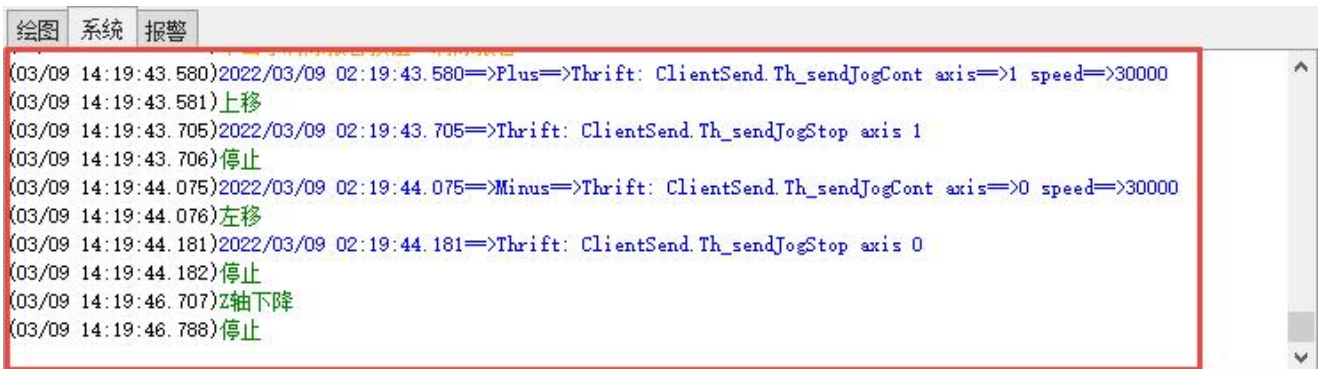 绘图 系统 报警
(03/09 14:19:43.580)2022/03/09 02:19:43.580==>Plus==>Thrift: ClientSend.Th_sendJogCont axis==>1 speed==>30000
(03/09 14:19:43.581)上移
(03/09 14:19:43.705)2022/03/09 02:19:43.705==>Thrift: ClientSend.Th_sendJogStop axis 1
(03/09 14:19:43.706)停止
(03/09 14:19:44.075)2022/03/09 02:19:44.075==>Minus==>Thrift: ClientSend.Th_sendJogCont axis==>0 speed==>30000
(03/09 14:19:44.076)左移
(03/09 14:19:44.181)2022/03/09 02:19:44.181==>Thrift: ClientSend.Th_sendJogStop axis 0
(03/09 14:19:44.182)停止
(03/09 14:19:46.707)Z轴下降
(03/09 14:19:46.788)停止